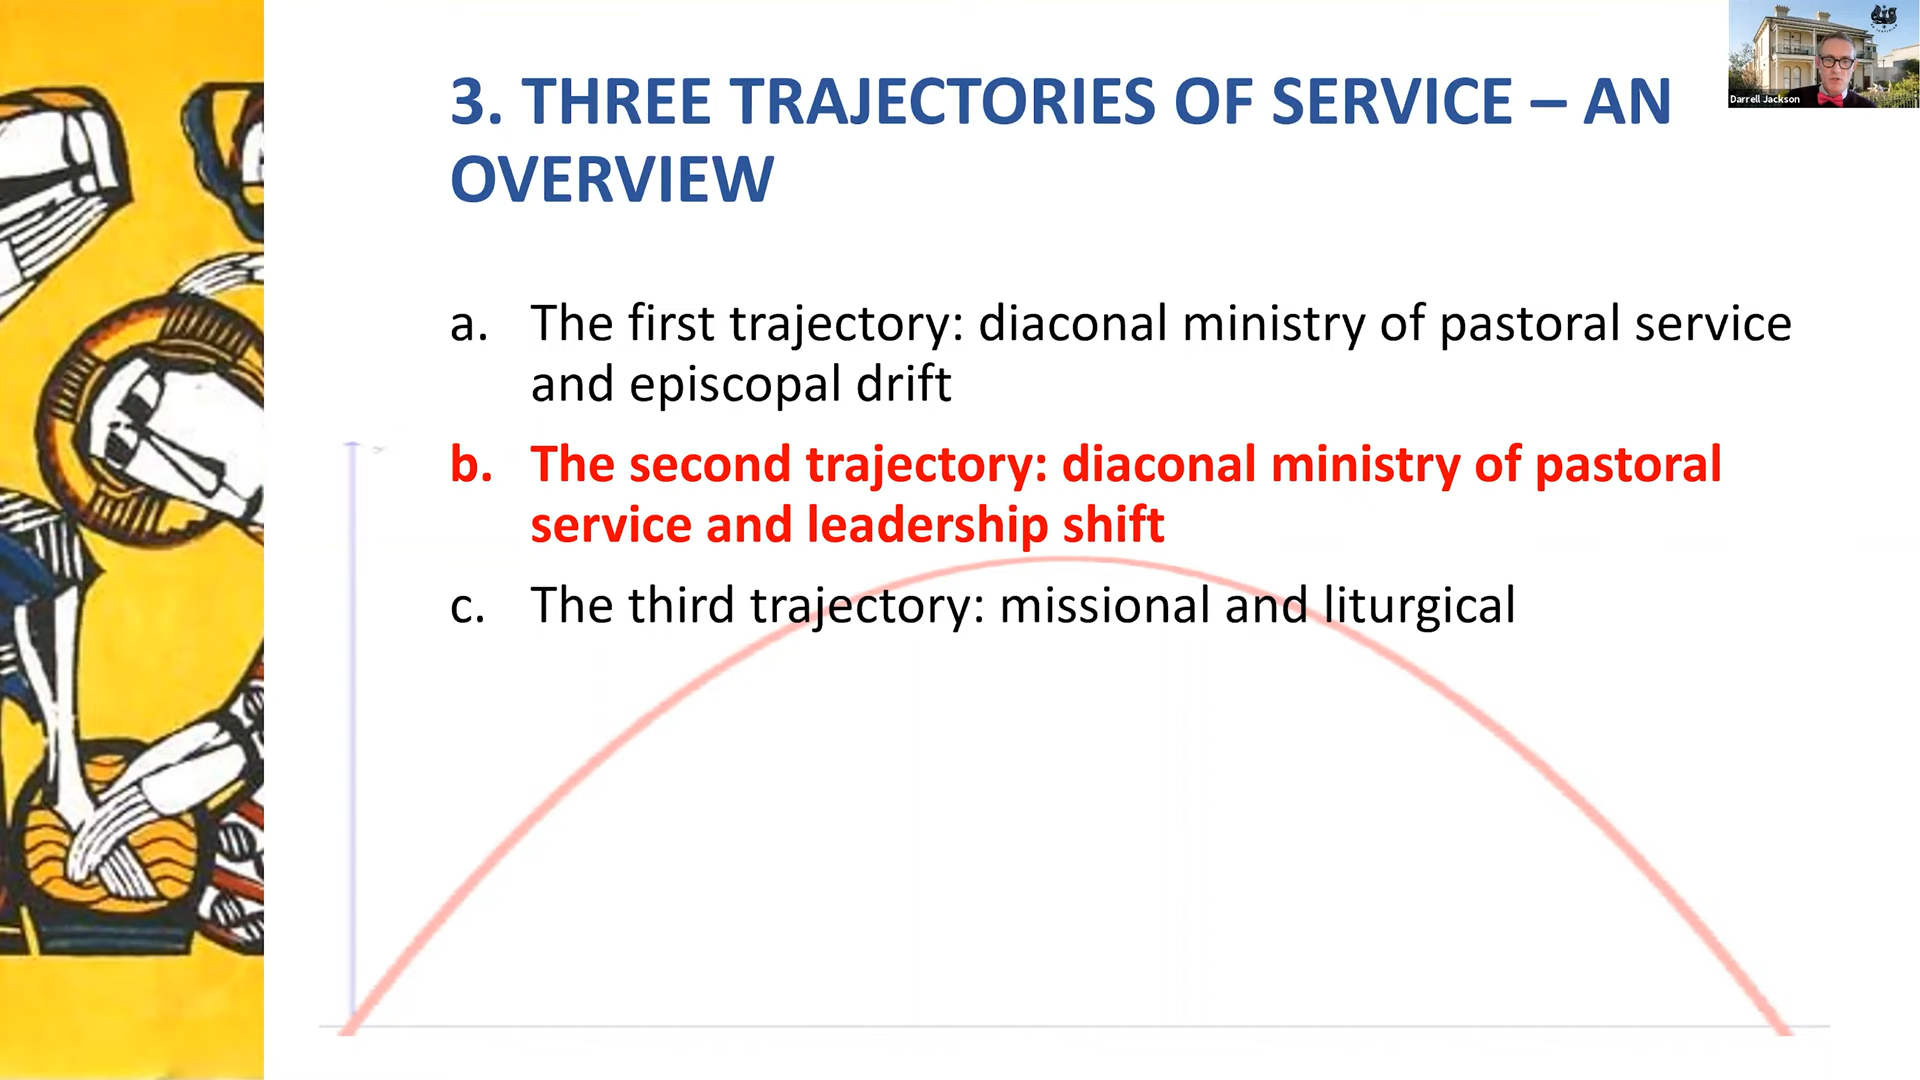 3. THREE TRAJECTORIES OF SERVICE – AN
OVERVIEW
Darrell Jackson
a. The first trajectory: diaconal ministry of pastoral service
and episcopal drift
b. The second trajectory: diaconal ministry of pastoral
service and leadership shift
c. The third trajectory: missional and liturgical